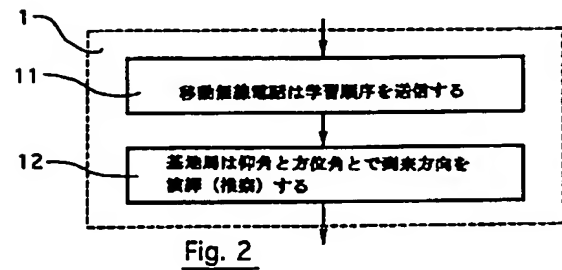 1
11
移動無線電話は学習順序を送信する
12
基地局は仰角と方位角とで到来方向を
演繹（推察）する
Fig. 2